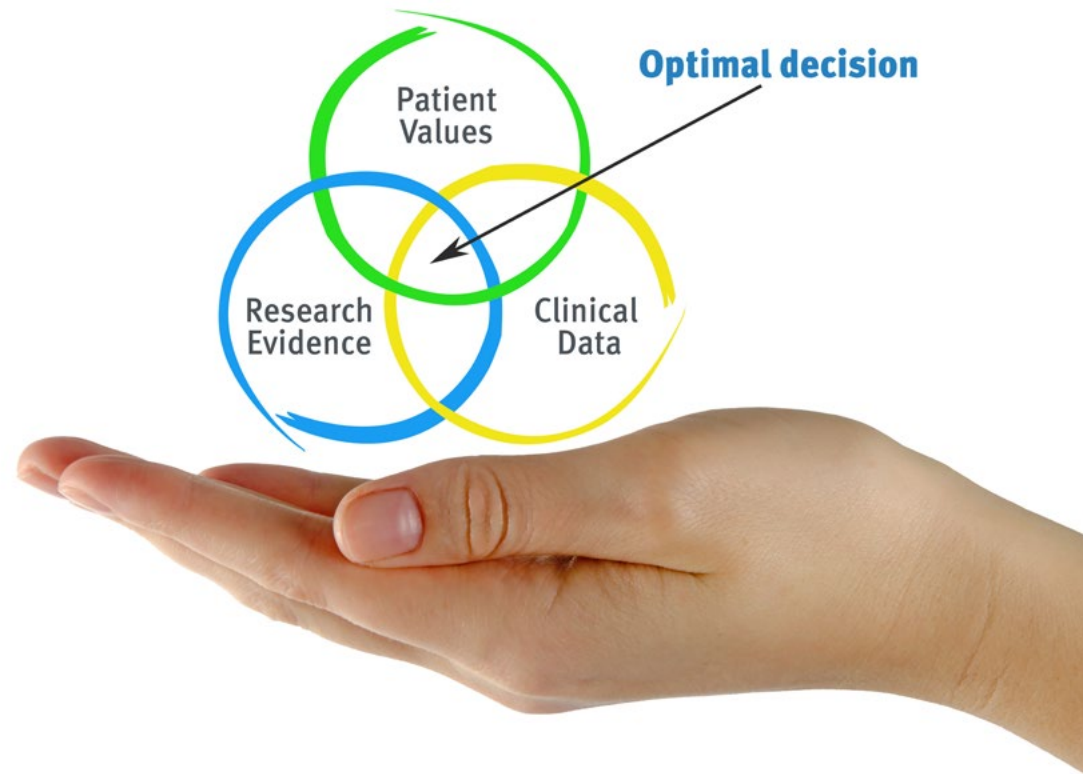 Optimal decision
Patient
Values
Research
Evidence
Clinical
Data